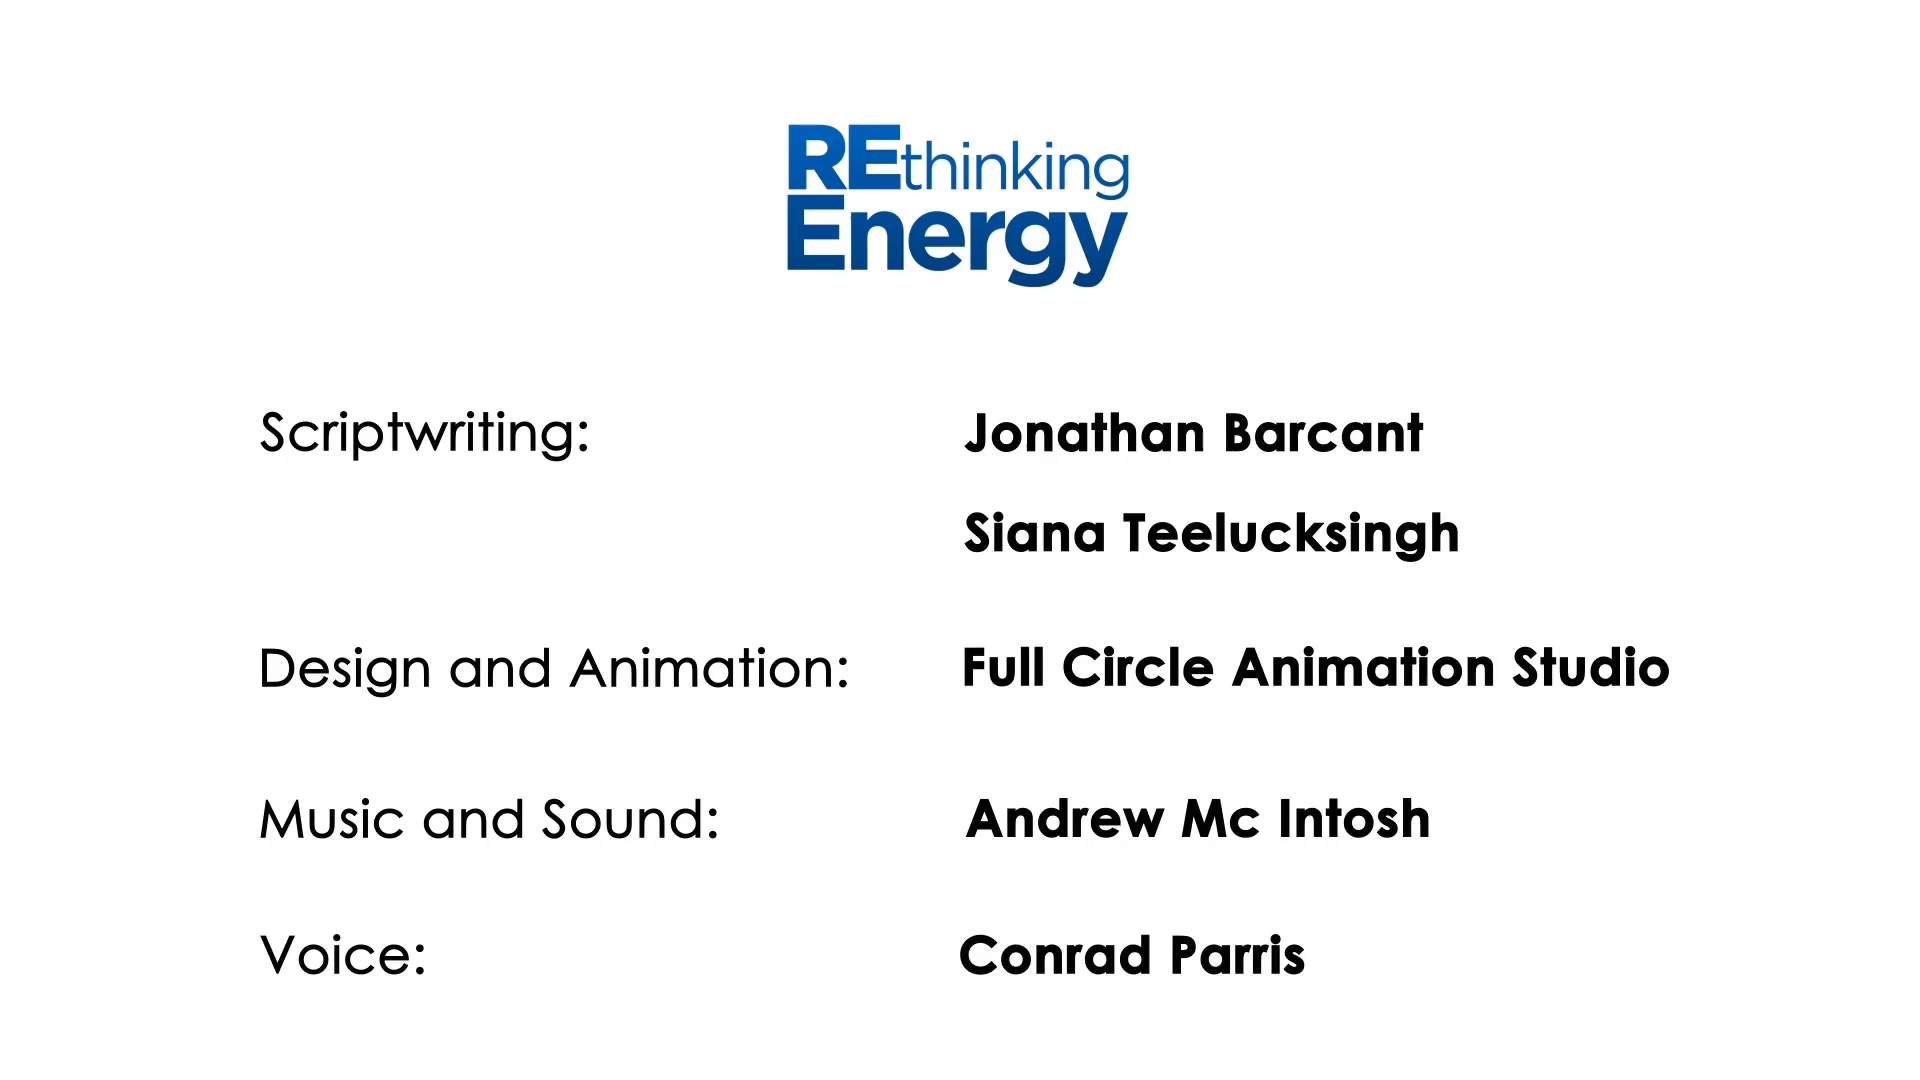 REthinking
Energy
Scriptwriting: Jonathan Barcant
Siana Teelucksingh
Design and Animation: Full Circle Animation Studio
Music and Sound: Andrew Mc Intosh
Voice: Conrad Parris